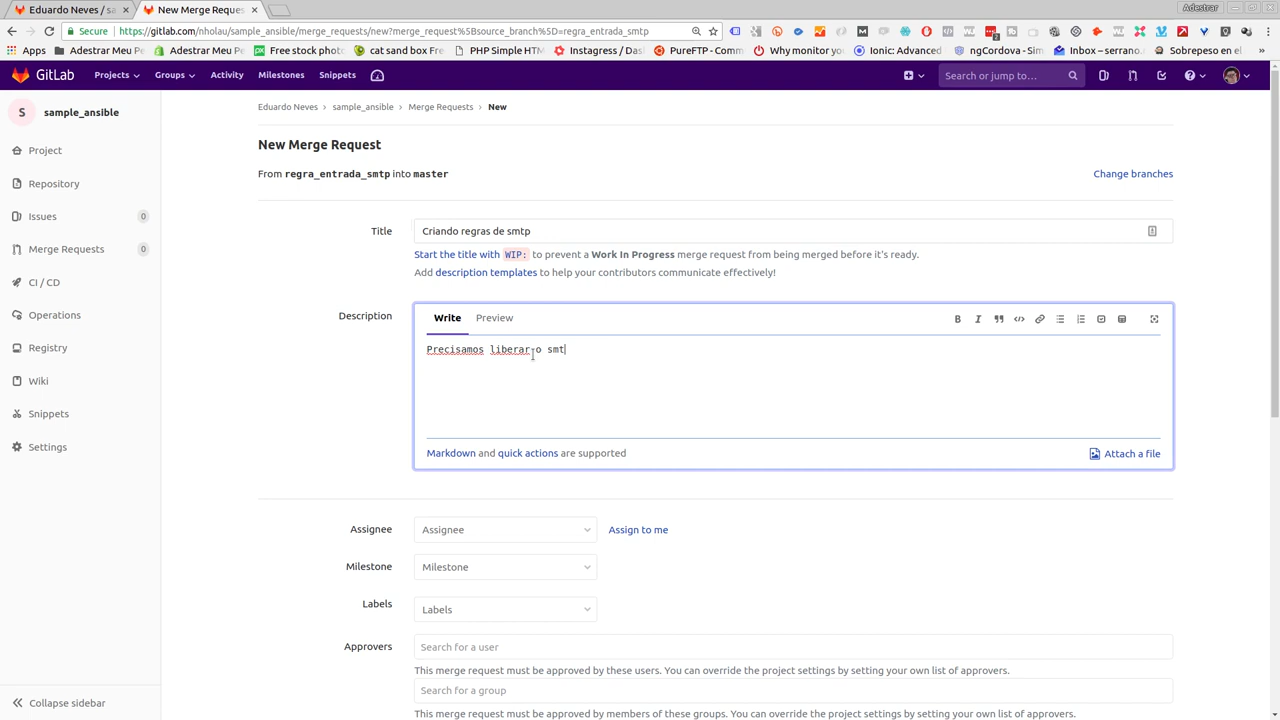 Eduardo Neves / sa
New Merge Reques
Adestrar
Secure
https://gitlab.com/nholau/sample_ansible/merge_requests/new?merge_request%5Bsource_branch%5D=regra_entrada_smtp
Apps
Adestrar Meu Pe
Adestrar Meu P
Free stock photo
cat sand box Fre
PHP Simple HTM
Instagress / Dash
PureFTP - Comm
Why monitor yo
Ionic: Advanced
ngCordova - Sim
Inbox – serrano.
Sobrepeso en el
GitLab
Projects
Groups
Activity
Milestones
Snippets
Search or jump to…
S
sample_ansible
Project
Repository
Issues
0
Merge Requests
0
CI / CD
Operations
Registry
Wiki
Snippets
Settings
Collapse sidebar
Eduardo Neves > sample_ansible > Merge Requests > New
New Merge Request
From regra_entrada_smtp into master
Change branches
Title
Criando regras de smtp
Start the title with WIP: to prevent a Work In Progress merge request from being merged before it's ready.
Add description templates to help your contributors communicate effectively!
Description
Write
Preview
Precisamos liberar o smt
Markdown and quick actions are supported
Attach a file
Assignee
Assignee
Assign to me
Milestone
Milestone
Labels
Labels
Approvers
Search for a user
This merge request must be approved by these users. You can override the project settings by setting your own list of approvers.
Search for a group
This merge request must be approved by members of these groups. You can override the project settings by setting your own list of approvers.